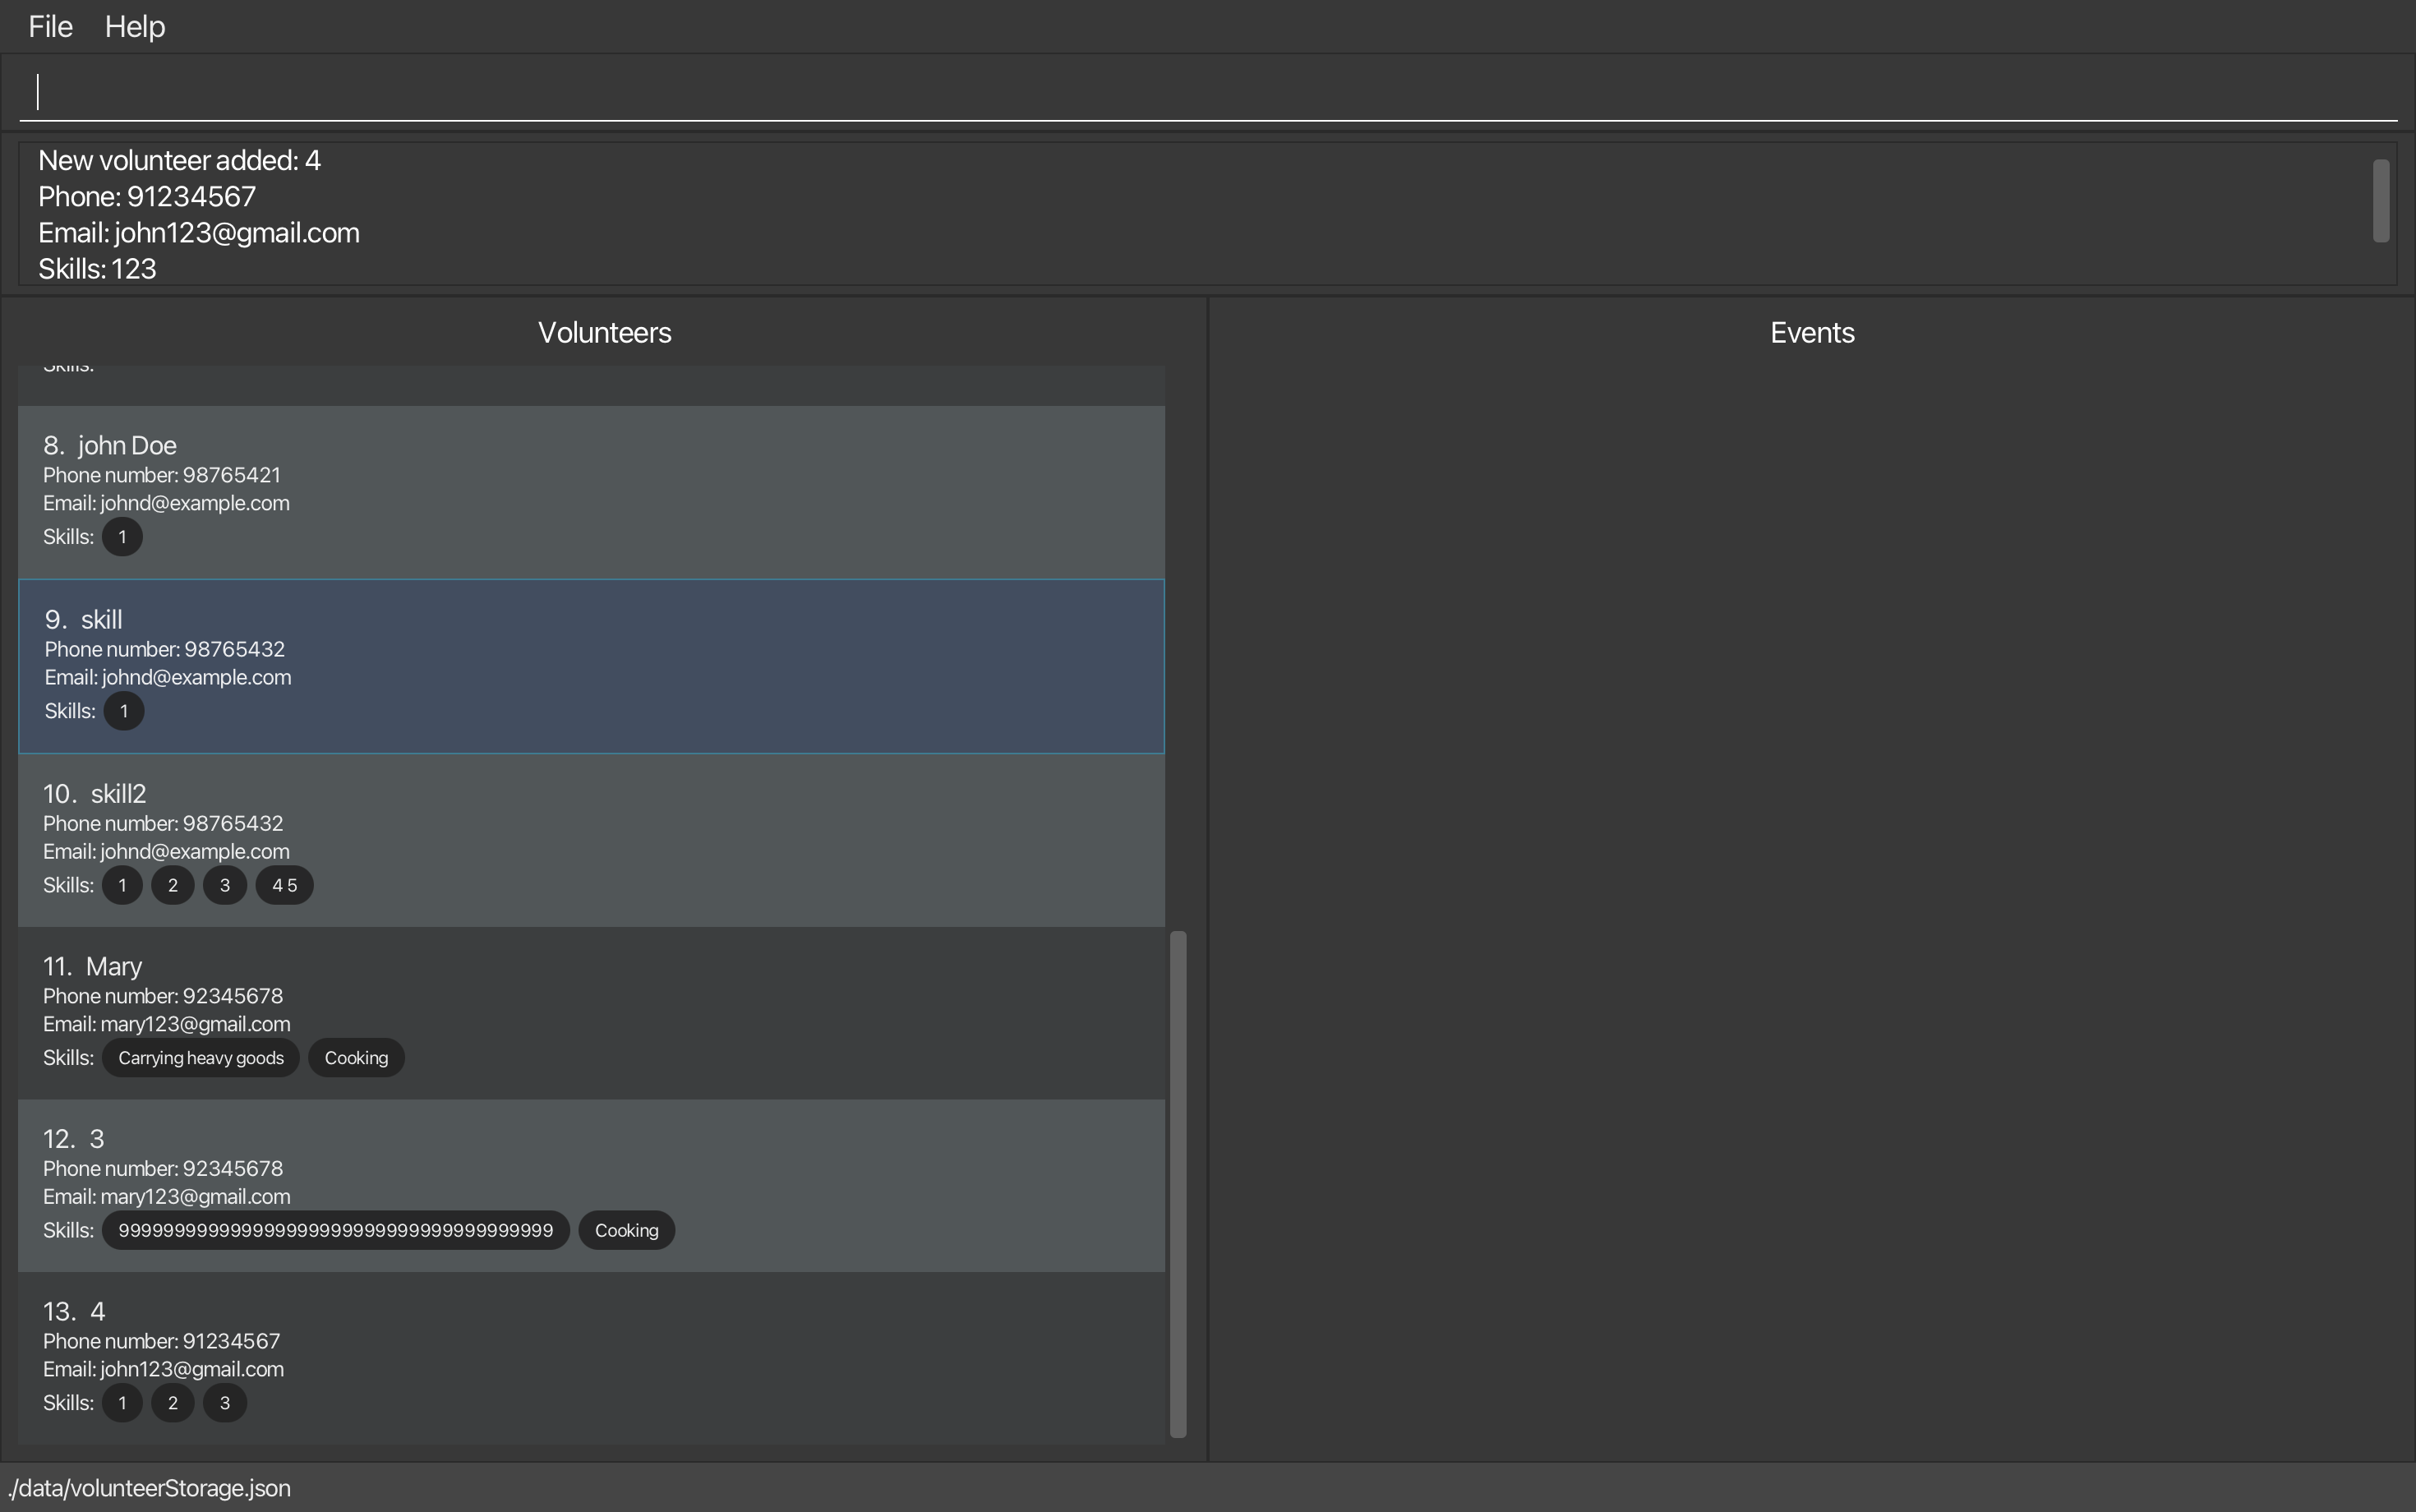 File Help
New volunteer added: 4
Phone: 91234567
Email: john123@gmail.com
Skills: 123
Volunteers
Events
Skills:
8. john Doe
Phone number: 98765421
Email: johnd@example.com
Skills: 1
9. skill
Phone number: 98765432
Email: johnd@example.com
Skills: 1
10. skill2
Phone number: 98765432
Email: johnd@example.com
Skills: 1 2 3 4 5
11. Mary
Phone number: 92345678
Email: mary123@gmail.com
Skills: Carrying heavy goods Cooking
12. 3
Phone number: 92345678
Email: mary123@gmail.com
Skills: Cooking
13. 4
Phone number: 91234567
Email: john123@gmail.com
Skills: 1 2 3
./data/volunteerStorage.json